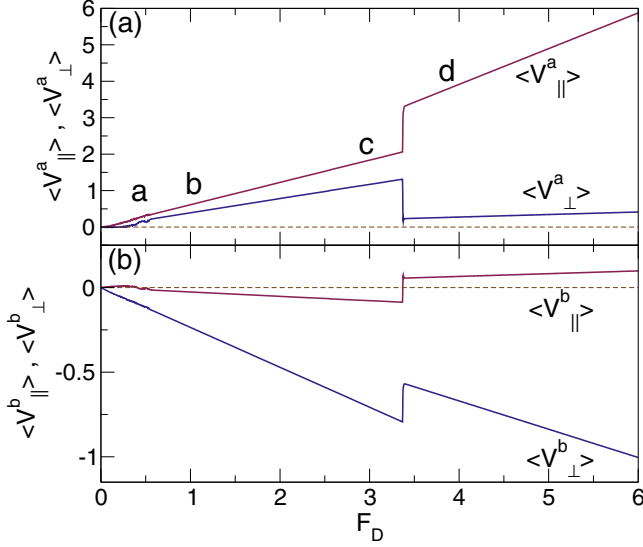 (a)
6
5
4
3
2
1
0
<V^a_||>, <V^a_⊥>
a
b
c
d
<V^a_||>
<V^a_⊥>
(b)
0
-0.5
-1
<V^b_||>, <V^b_⊥>
<V^b_||>
<V^b_⊥>
0 1 2 3 4 5 6
F_D